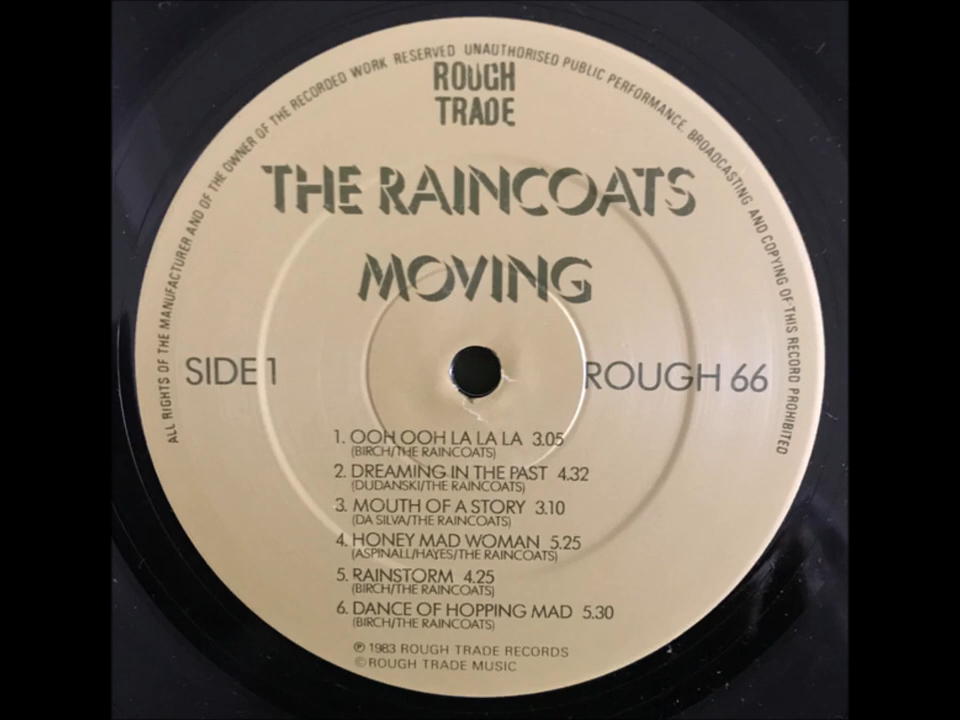 ALL RIGHTS OF THE MANUFACTURER AND OF THE OWNER OF THE RECORDED WORK RESERVED UNAUTHORISED PUBLIC PERFORMANCE, BROADCASTING AND COPYING OF THIS RECORD PROHIBITED
ROUGH
TRADE
THE RAINCOATS
MOVING
SIDE 1
ROUGH 66
1. OOH OOH LA LA LA 3.05
(BIRCH/THE RAINCOATS)
2. DREAMING IN THE PAST 4.32
(DUDANSKI/THE RAINCOATS)
3. MOUTH OF A STORY 3.10
(DA SILVA/THE RAINCOATS)
4. HONEY MAD WOMAN 5.25
(ASPINALL/HAYES/THE RAINCOATS)
5. RAINSTORM 4.25
(BIRCH/THE RAINCOATS)
6. DANCE OF HOPPING MAD 5.30
(BIRCH/THE RAINCOATS)
℗ 1983 ROUGH TRADE RECORDS
© ROUGH TRADE MUSIC